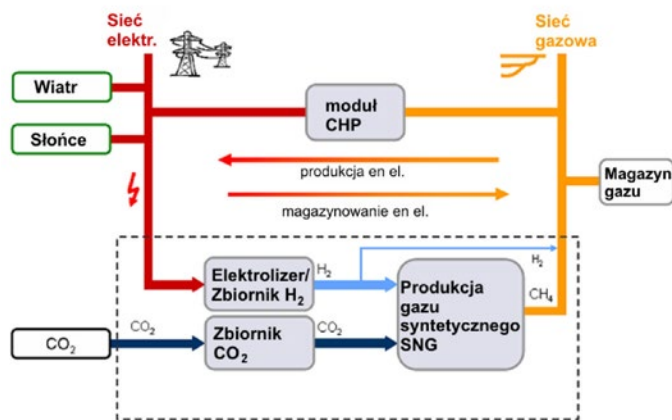 Sieć
elektr.
Sieć
gazowa
Wiatr
Słońce
moduł
CHP
produkcja en el.
magazynowanie en el.
Magazyn
gazu
Elektrolizer/
Zbiornik H₂
H₂
H₂
Produkcja
gazu
syntetycznego
SNG
CH₄
CO₂
CO₂
Zbiornik
CO₂
CO₂